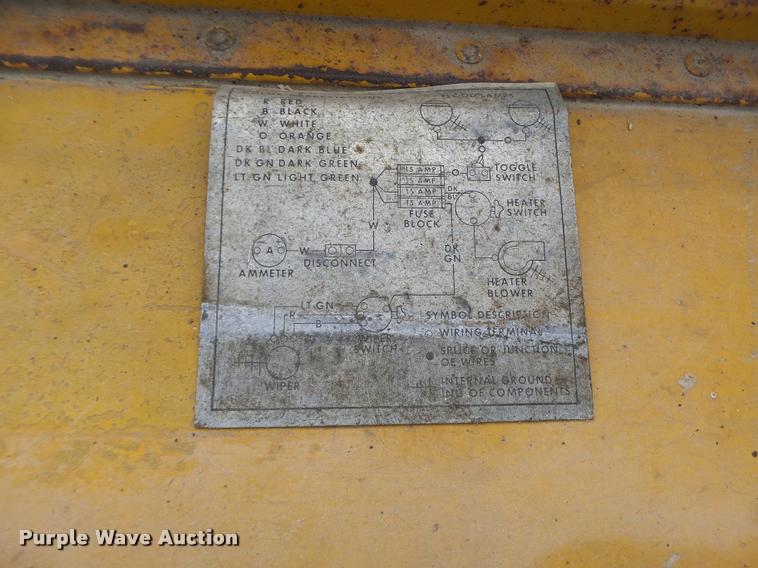 R RED
B BLACK
W WHITE
O ORANGE
DK BL DARK BLUE
DK GN DARK GREEN
LT GN LIGHT GREEN
15 AMP
15 AMP
15 AMP
15 AMP
FUSE
BLOCK
DK
BL
TOGGLE
SWITCH
HEATER
SWITCH
W
DK
GN
A
AMMETER
W
DISCONNECT
HEATER
BLOWER
LT GN
R
B
WIPER
SWITCH
WIPER
SYMBOL DESCRIPTION
WIRING TERMINAL
SPLICE OR JUNCTION
OF WIRES
INTERNAL GROUND
ING OF COMPONENTS
Purple Wave Auction